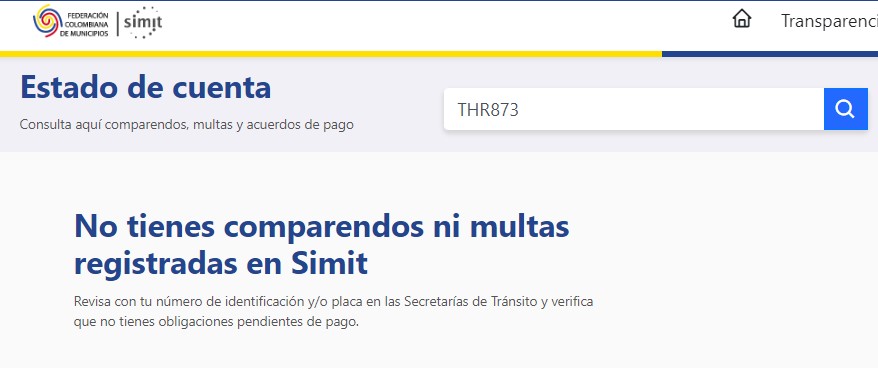 FEDERACIÓN
COLOMBIANA
DE MUNICIPIOS
simit
Transparenci
Estado de cuenta
Consulta aquí comparendos, multas y acuerdos de pago
THR873
No tienes comparendos ni multas
registradas en Simit
Revisa con tu número de identificación y/o placa en las Secretarías de Tránsito y verifica
que no tienes obligaciones pendientes de pago.